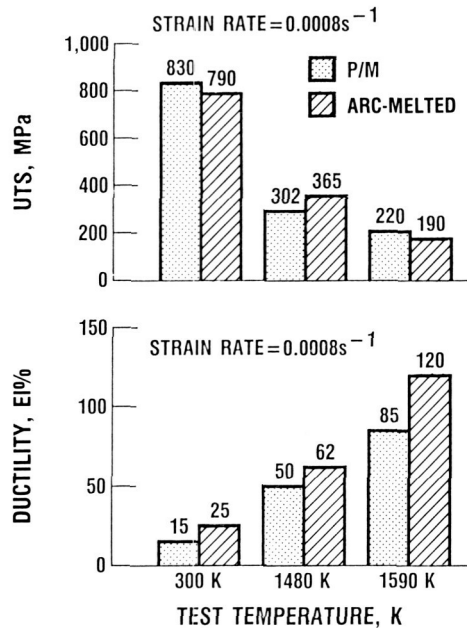 STRAIN RATE=0.0008s⁻¹
1,000
800
600
400
200
0
UTS, MPa
830
790
302
365
220
190
P/M
ARC-MELTED
150
100
50
0
DUCTILITY, El%
STRAIN RATE=0.0008s⁻¹
15
25
50
62
85
120
300 K
1480 K
1590 K
TEST TEMPERATURE, K